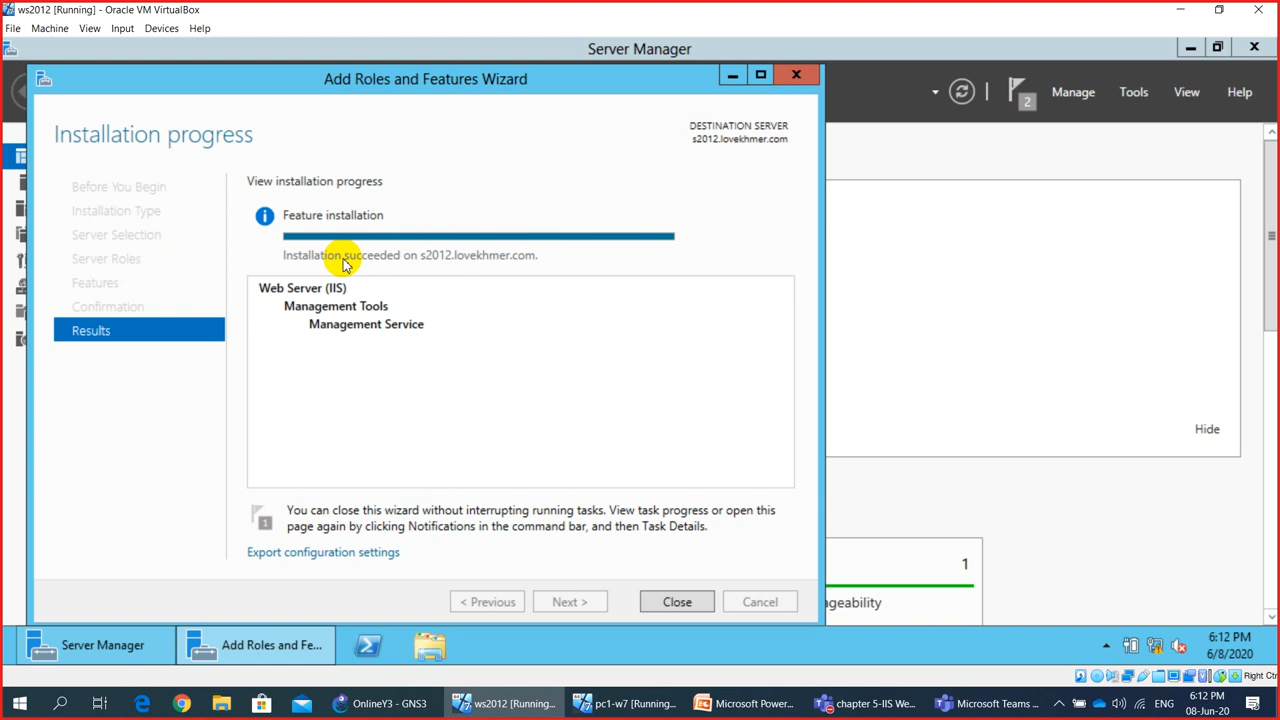 ws2012 [Running] - Oracle VM VirtualBox
File Machine View Input Devices Help
Server Manager
Add Roles and Features Wizard
2 Manage Tools View Help
Installation progress
DESTINATION SERVER
s2012.lovekhmer.com
Before You Begin
Installation Type
Server Selection
Server Roles
Features
Confirmation
Results
View installation progress
Feature installation
Installation succeeded on s2012.lovekhmer.com.
Web Server (IIS)
Management Tools
Management Service
Hide
1
You can close this wizard without interrupting running tasks. View task progress or open this
page again by clicking Notifications in the command bar, and then Task Details.
Export configuration settings
< Previous Next > Close Cancel
1
ageability
Server Manager Add Roles and Fe...
6:12 PM
6/8/2020
Right Ctr
OnlineY3 - GNS3 ws2012 [Running... pc1-w7 [Running... Microsoft Power... chapter 5-IIS We... Microsoft Teams ... ENG
6:12 PM
08-Jun-20